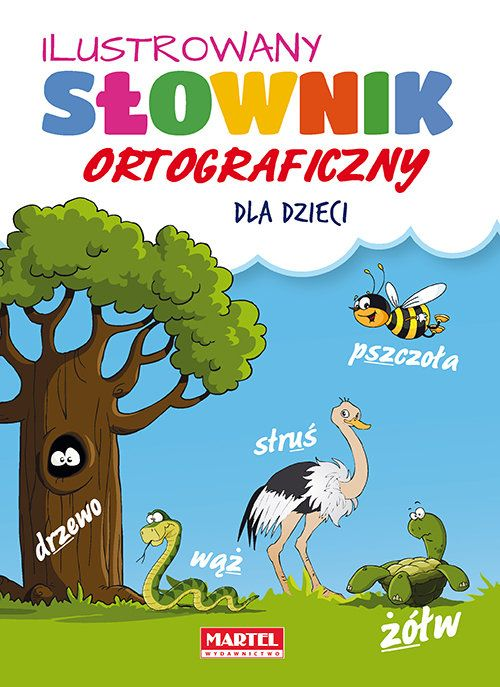 ILUSTROWANY
SŁOWNIK
ORTOGRAFICZNY
DLA DZIECI
pszczoła
struś
drzewo
wąż
żółw
MARTEL
WYDAWNICTWO